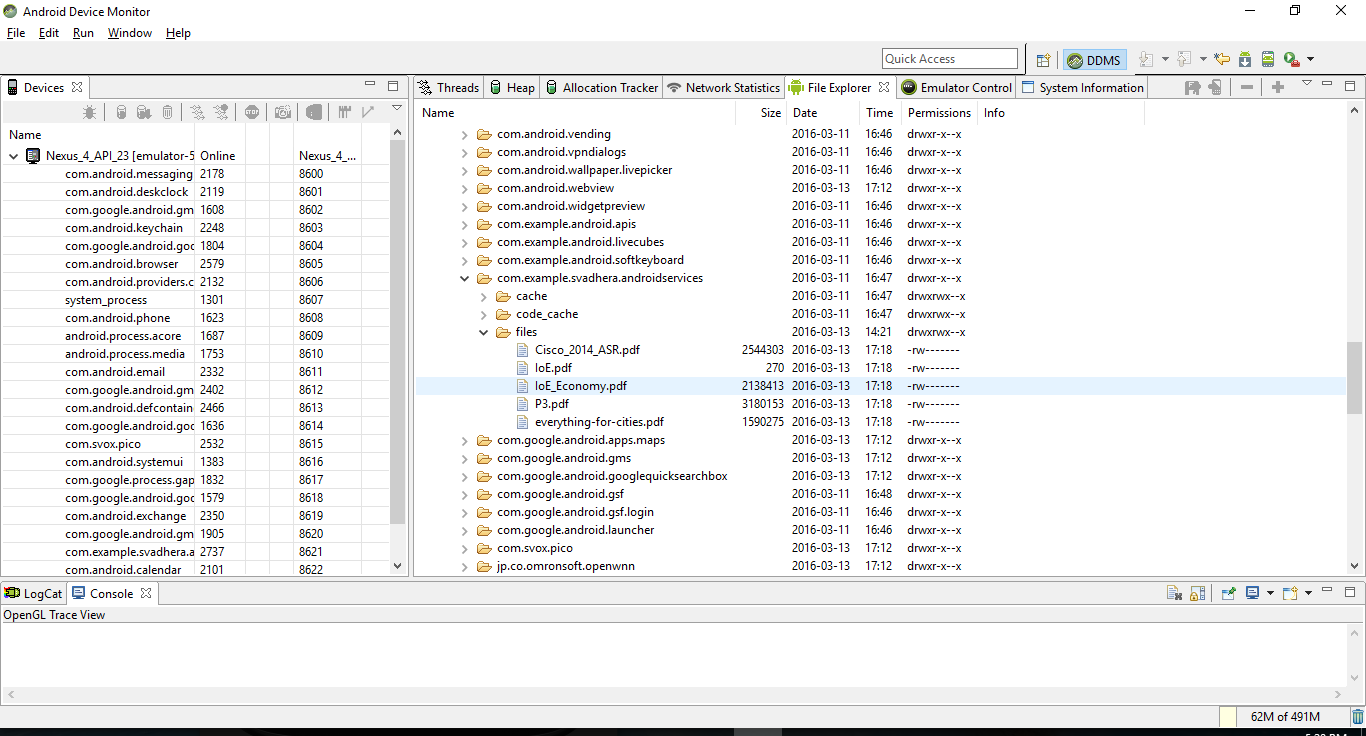 Android Device Monitor
File Edit Run Window Help
Quick Access
DDMS
Devices
Name
Nexus_4_API_23 [emulator-5 Online Nexus_4_...
com.android.messaging 2178 8600
com.android.deskclock 2119 8601
com.google.android.gm 1608 8602
com.android.keychain 2248 8603
com.google.android.goo 1804 8604
com.android.browser 2579 8605
com.android.providers.c 2132 8606
system_process 1301 8607
com.android.phone 1623 8608
android.process.acore 1687 8609
android.process.media 1753 8610
com.android.email 2332 8611
com.google.android.gm 2402 8612
com.android.defcontain 2466 8613
com.google.android.goo 1636 8614
com.svox.pico 2532 8615
com.android.systemui 1383 8616
com.google.process.gap 1832 8617
com.google.android.goo 1579 8618
com.android.exchange 2350 8619
com.google.android.gm 1905 8620
com.example.svadhera.a 2737 8621
com.android.calendar 2101 8622
Threads Heap Allocation Tracker Network Statistics File Explorer Emulator Control System Information
Name Size Date Time Permissions Info
com.android.vending 2016-03-11 16:46 drwxr-x--x
com.android.vpndialogs 2016-03-11 16:46 drwxr-x--x
com.android.wallpaper.livepicker 2016-03-11 16:46 drwxr-x--x
com.android.webview 2016-03-13 17:12 drwxr-x--x
com.android.widgetpreview 2016-03-11 16:46 drwxr-x--x
com.example.android.apis 2016-03-11 16:46 drwxr-x--x
com.example.android.livecubes 2016-03-11 16:46 drwxr-x--x
com.example.android.softkeyboard 2016-03-11 16:46 drwxr-x--x
com.example.svadhera.androidservices 2016-03-11 16:47 drwxr-x--x
cache 2016-03-11 16:47 drwxrwx--x
code_cache 2016-03-11 16:47 drwxrwx--x
files 2016-03-13 14:21 drwxrwx--x
Cisco_2014_ASR.pdf 2544303 2016-03-13 17:18 -rw-------
IoE.pdf 270 2016-03-13 17:18 -rw-------
IoE_Economy.pdf 2138413 2016-03-13 17:18 -rw-------
P3.pdf 3180153 2016-03-13 17:18 -rw-------
everything-for-cities.pdf 1590275 2016-03-13 17:18 -rw-------
com.google.android.apps.maps 2016-03-13 17:12 drwxr-x--x
com.google.android.gms 2016-03-13 17:12 drwxr-x--x
com.google.android.googlequicksearchbox 2016-03-13 17:12 drwxr-x--x
com.google.android.gsf 2016-03-11 16:48 drwxr-x--x
com.google.android.gsf.login 2016-03-11 16:46 drwxr-x--x
com.google.android.launcher 2016-03-11 16:46 drwxr-x--x
com.svox.pico 2016-03-13 17:12 drwxr-x--x
jp.co.omronsoft.openwnn 2016-03-13 17:12 drwxr-x--x
LogCat Console
OpenGL Trace View
62M of 491M